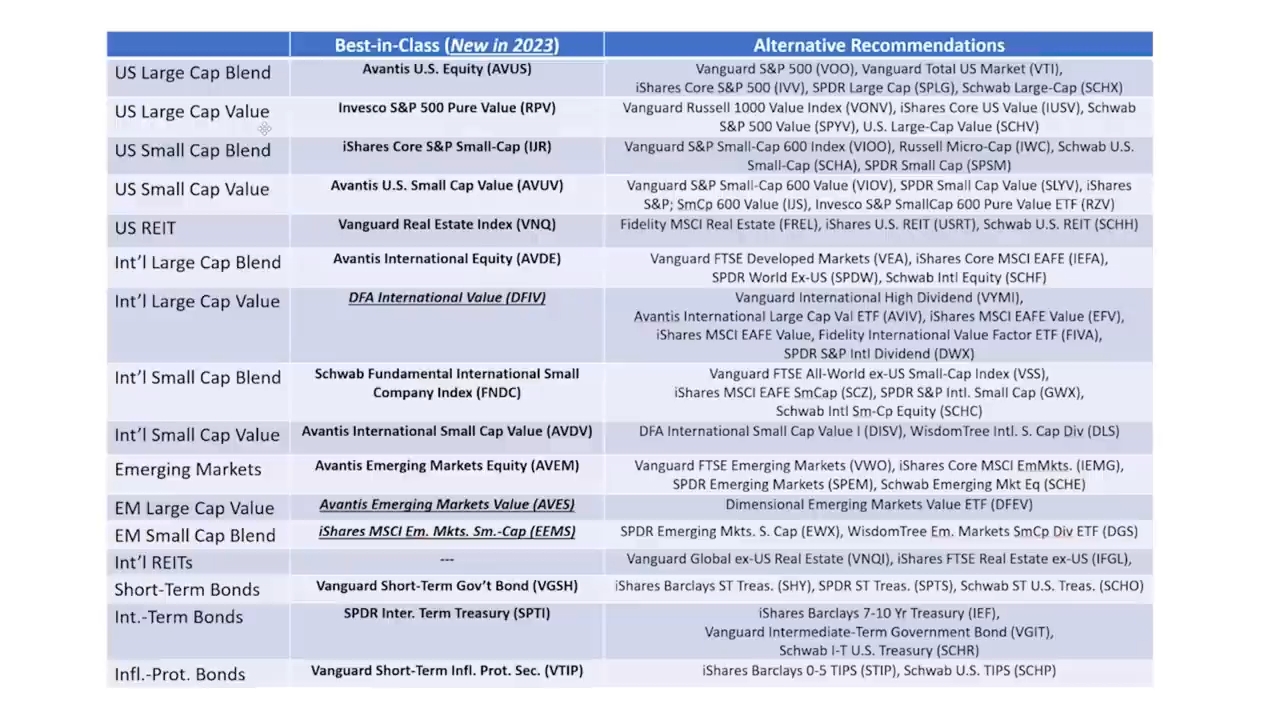 Best-in-Class (New in 2023)
Alternative Recommendations
US Large Cap Blend
Avantis U.S. Equity (AVUS)
Vanguard S&P 500 (VOO), Vanguard Total US Market (VTI),
iShares Core S&P 500 (IVV), SPDR Large Cap (SPLG), Schwab Large-Cap (SCHX)
US Large Cap Value
Invesco S&P 500 Pure Value (RPV)
Vanguard Russell 1000 Value Index (VONV), iShares Core US Value (IUSV), Schwab
S&P 500 Value (SPYV), U.S. Large-Cap Value (SCHV)
US Small Cap Blend
iShares Core S&P Small-Cap (IJR)
Vanguard S&P Small-Cap 600 Index (VIOO), Russell Micro-Cap (IWC), Schwab U.S.
Small-Cap (SCHA), SPDR Small Cap (SPSM)
US Small Cap Value
Avantis U.S. Small Cap Value (AVUV)
Vanguard S&P Small-Cap 600 Value (VIOV), SPDR Small Cap Value (SLYV), iShares
S&P; SmCp 600 Value (IJS), Invesco S&P SmallCap 600 Pure Value ETF (RZV)
US REIT
Vanguard Real Estate Index (VNQ)
Fidelity MSCI Real Estate (FREL), iShares U.S. REIT (USRT), Schwab U.S. REIT (SCHH)
Int'l Large Cap Blend
Avantis International Equity (AVDE)
Vanguard FTSE Developed Markets (VEA), iShares Core MSCI EAFE (IEFA),
SPDR World Ex-US (SPDW), Schwab Intl Equity (SCHF)
Int'l Large Cap Value
DFA International Value (DFIV)
Vanguard International High Dividend (VYMI),
Avantis International Large Cap Val ETF (AVIV), iShares MSCI EAFE Value (EFV),
iShares MSCI EAFE Value, Fidelity International Value Factor ETF (FIVA),
SPDR S&P Intl Dividend (DWX)
Int'l Small Cap Blend
Schwab Fundamental International Small
Company Index (FNDC)
Vanguard FTSE All-World ex-US Small-Cap Index (VSS),
iShares MSCI EAFE SmCap (SCZ), SPDR S&P Intl. Small Cap (GWX),
Schwab Intl Sm-Cp Equity (SCHC)
Int'l Small Cap Value
Avantis International Small Cap Value (AVDV)
DFA International Small Cap Value I (DISV), WisdomTree Intl. S. Cap Div (DLS)
Emerging Markets
Avantis Emerging Markets Equity (AVEM)
Vanguard FTSE Emerging Markets (VWO), iShares Core MSCI EmMkts. (IEMG),
SPDR Emerging Markets (SPEM), Schwab Emerging Mkt Eq (SCHE)
EM Large Cap Value
Avantis Emerging Markets Value (AVES)
Dimensional Emerging Markets Value ETF (DFEV)
EM Small Cap Blend
iShares MSCI Em. Mkts. Sm.-Cap (EEMS)
SPDR Emerging Mkts. S. Cap (EWX), WisdomTree Em. Markets SmCp Div ETF (DGS)
Int'l REITs
---
Vanguard Global ex-US Real Estate (VNQI), iShares FTSE Real Estate ex-US (IFGL),
Short-Term Bonds
Vanguard Short-Term Gov't Bond (VGSH)
iShares Barclays ST Treas. (SHY), SPDR ST Treas. (SPTS), Schwab ST U.S. Treas. (SCHO)
Int.-Term Bonds
SPDR Inter. Term Treasury (SPTI)
iShares Barclays 7-10 Yr Treasury (IEF),
Vanguard Intermediate-Term Government Bond (VGIT),
Schwab I-T U.S. Treasury (SCHR)
Infl.-Prot. Bonds
Vanguard Short-Term Infl. Prot. Sec. (VTIP)
iShares Barclays 0-5 TIPS (STIP), Schwab U.S. TIPS (SCHP)